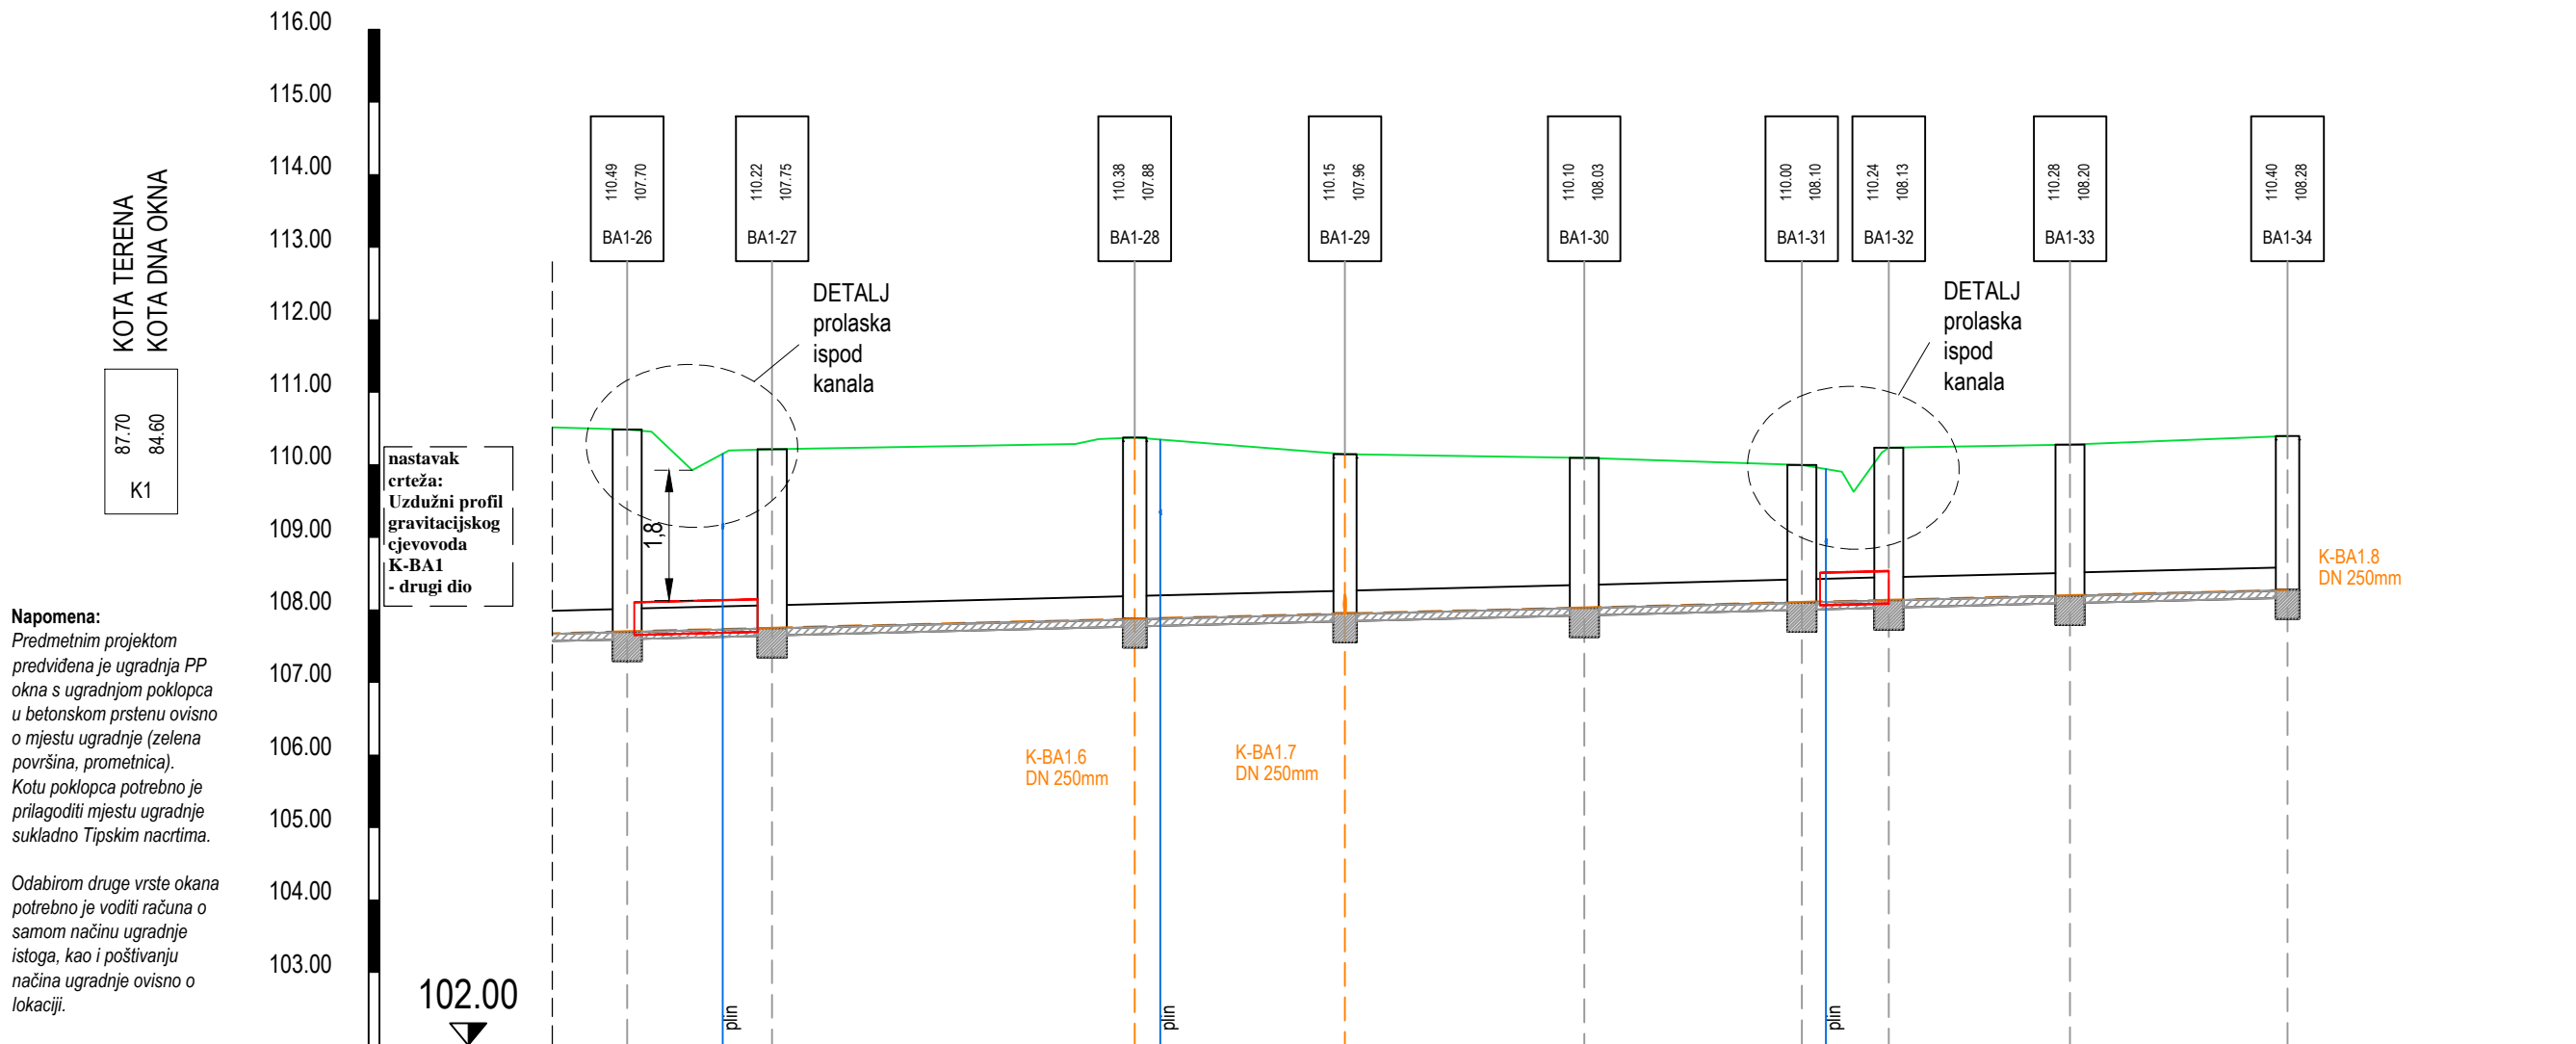 116.00
115.00
114.00
113.00
112.00
111.00
110.00
109.00
108.00
107.00
106.00
105.00
104.00
103.00
102.00
KOTA TERENA
KOTA DNA OKNA
87.70
84.60
K1
Napomena:
Predmetnim projektom
predviđena je ugradnja PP
okna s ugradnjom poklopca
u betonskom prstenu ovisno
o mjestu ugradnje (zelena
površina, prometnica).
Kotu poklopca potrebno je
prilagoditi mjestu ugradnje
sukladno Tipskim nacrtima.
Odabirom druge vrste okana
potrebno je voditi računa o
samom načinu ugradnje
istoga, kao i poštivanju
načina ugradnje ovisno o
lokaciji.
nastavak
crteža:
Uzdužni profil
gravitacijskog
cjevovoda
K-BA1
- drugi dio
110.49
107.70
BA1-26
110.22
107.75
BA1-27
110.38
107.88
BA1-28
110.15
107.96
BA1-29
110.10
108.03
BA1-30
110.00
108.10
BA1-31
110.24
108.13
BA1-32
110.28
108.20
BA1-33
110.40
108.28
BA1-34
DETALJ
prolaska
ispod
kanala
DETALJ
prolaska
ispod
kanala
1,8
K-BA1.6
DN 250mm
K-BA1.7
DN 250mm
K-BA1.8
DN 250mm
plin
plin
plin